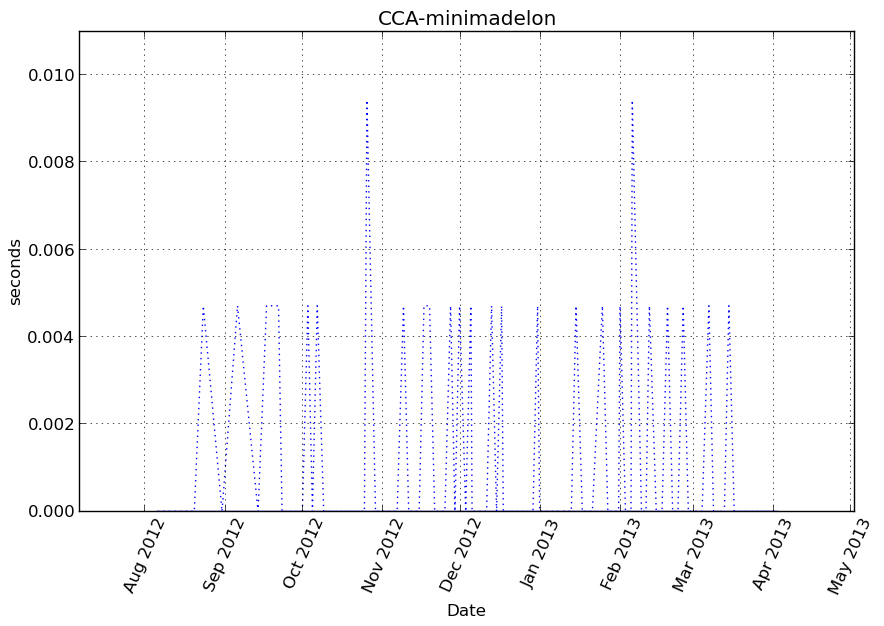 CCA-minimadelon
0.010
0.008
0.006
0.004
0.002
0.000
seconds
Aug 2012
Sep 2012
Oct 2012
Nov 2012
Dec 2012
Jan 2013
Feb 2013
Mar 2013
Apr 2013
May 2013
Date